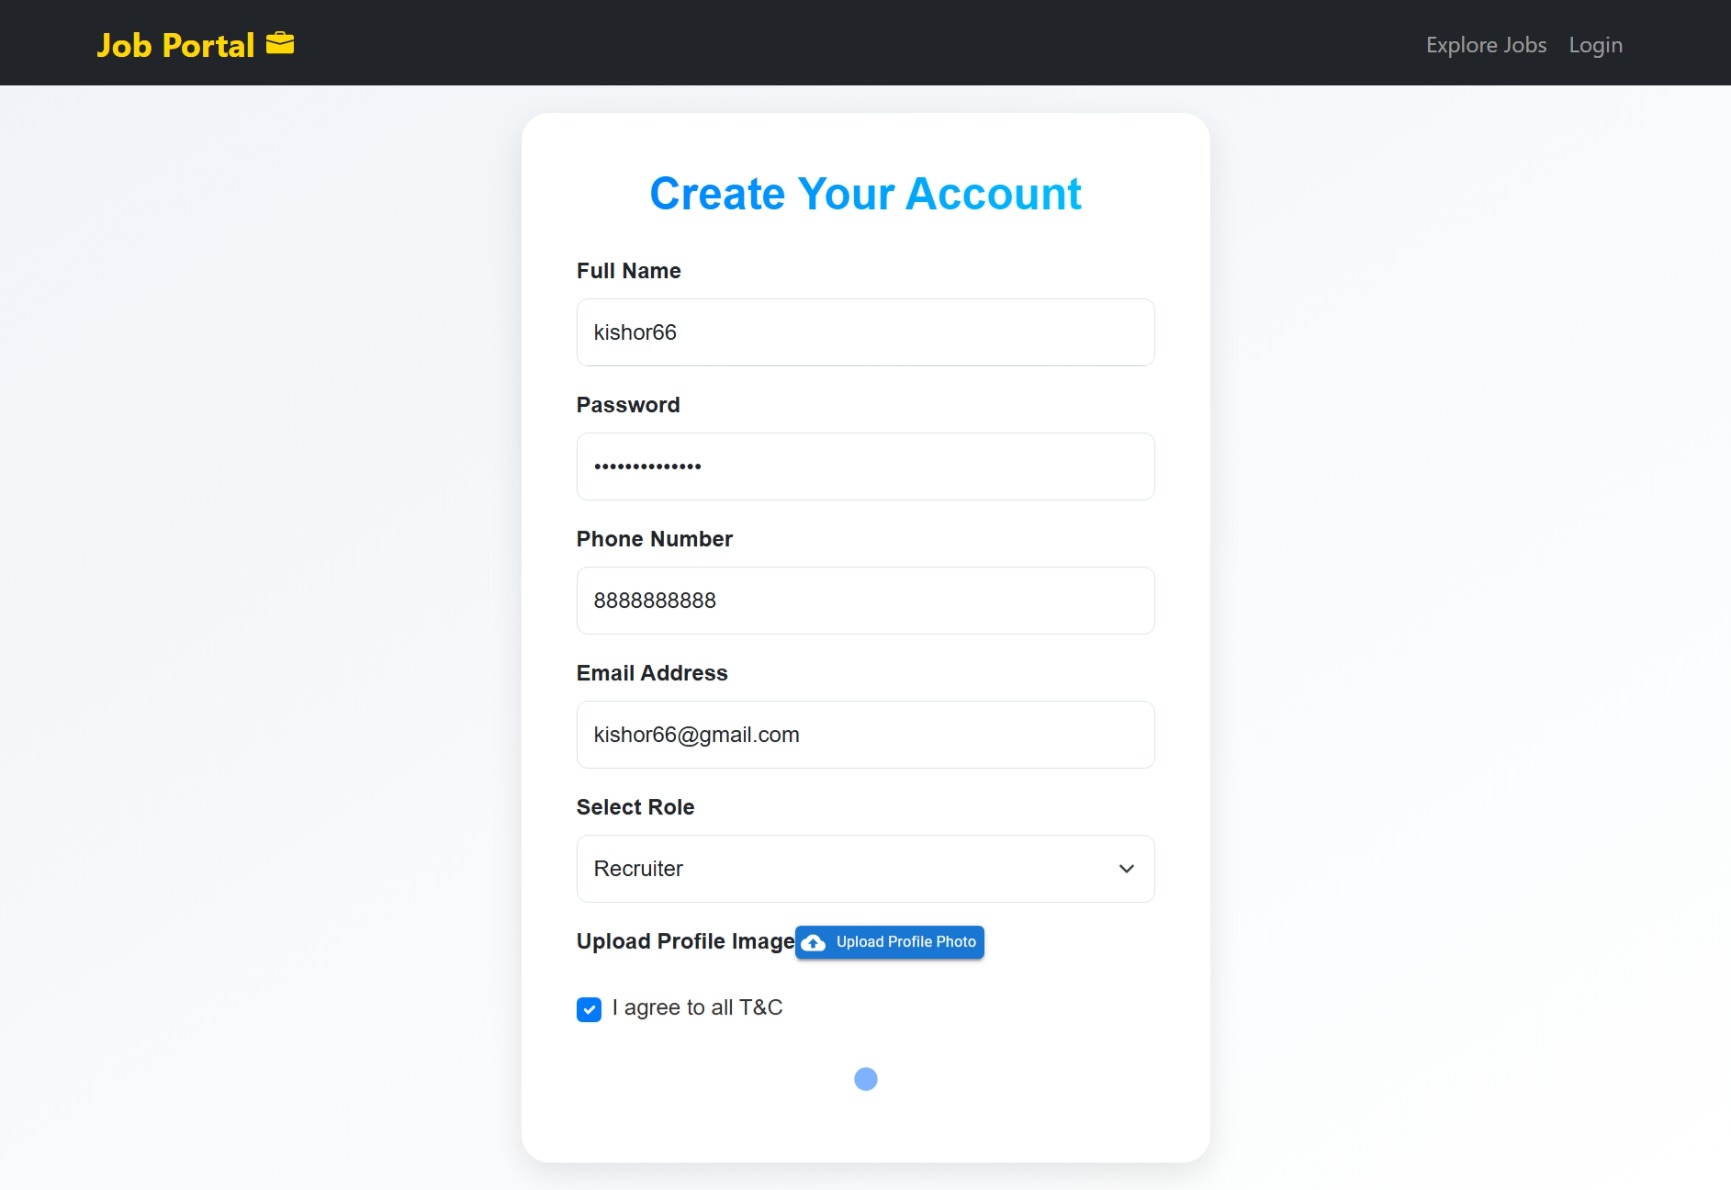 Job Portal
Explore Jobs Login
Create Your Account
Full Name
kishor66
Password
••••••••••••••
Phone Number
8888888888
Email Address
kishor66@gmail.com
Select Role
Recruiter
Upload Profile Image Upload Profile Photo
I agree to all T&C